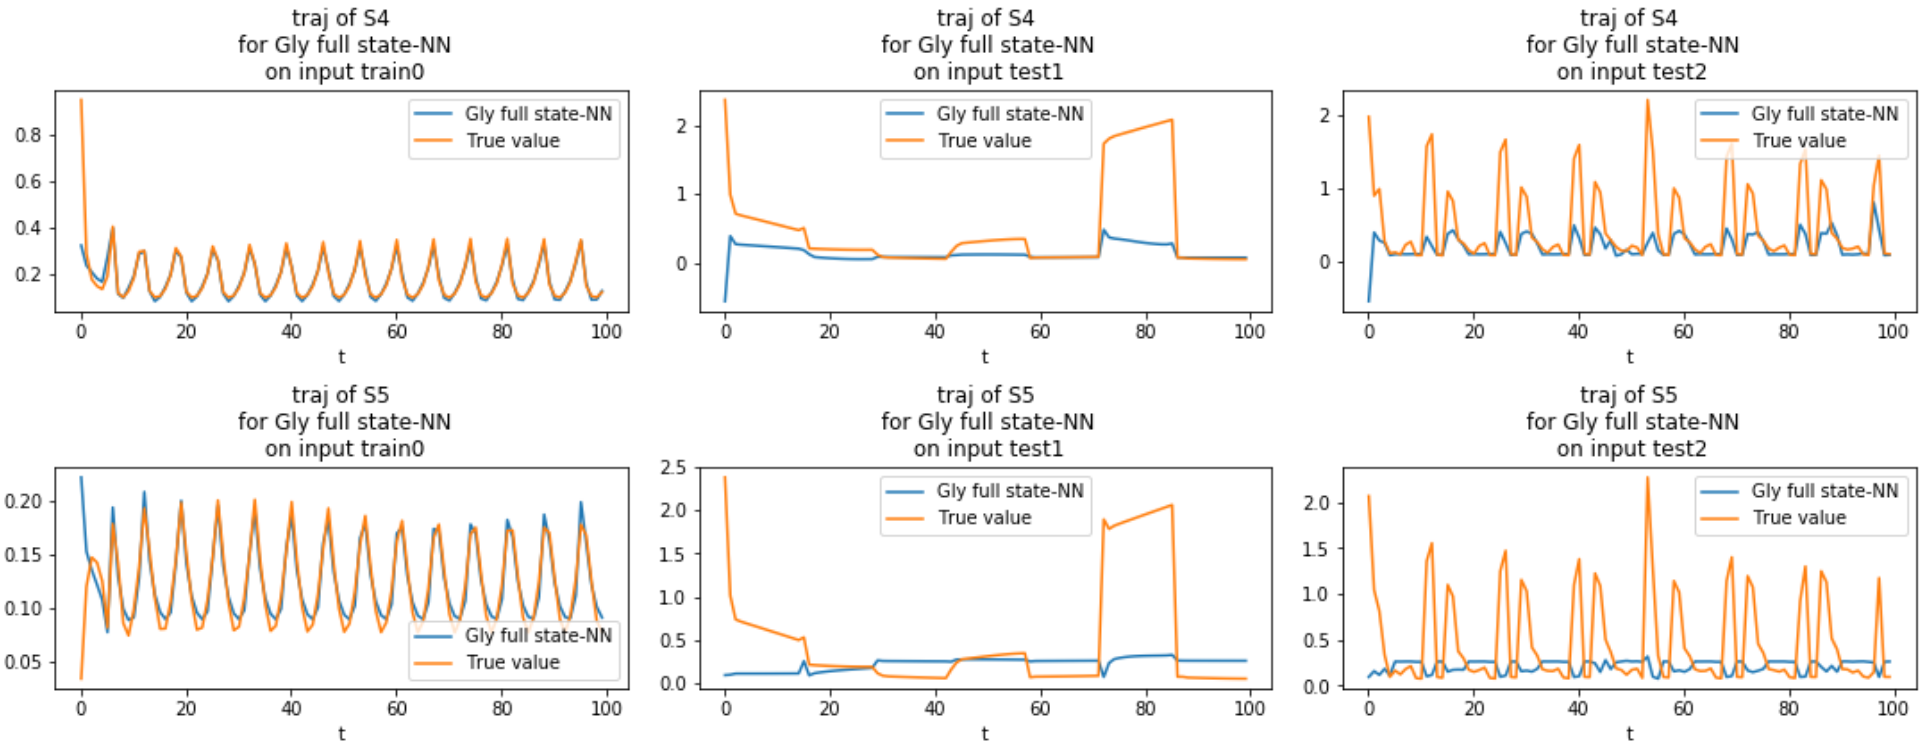 traj of S4
for Gly full state-NN
on input train0
Gly full state-NN
True value
0.8
0.6
0.4
0.2
0 20 40 60 80 100
t
traj of S4
for Gly full state-NN
on input test1
Gly full state-NN
True value
2
1
0
0 20 40 60 80 100
t
traj of S4
for Gly full state-NN
on input test2
Gly full state-NN
True value
2
1
0
0 20 40 60 80 100
t
traj of S5
for Gly full state-NN
on input train0
0.20
0.15
0.10
0.05
Gly full state-NN
True value
0 20 40 60 80 100
t
traj of S5
for Gly full state-NN
on input test1
Gly full state-NN
True value
2.5
2.0
1.5
1.0
0.5
0.0
0 20 40 60 80 100
t
traj of S5
for Gly full state-NN
on input test2
Gly full state-NN
True value
2.0
1.5
1.0
0.5
0.0
0 20 40 60 80 100
t